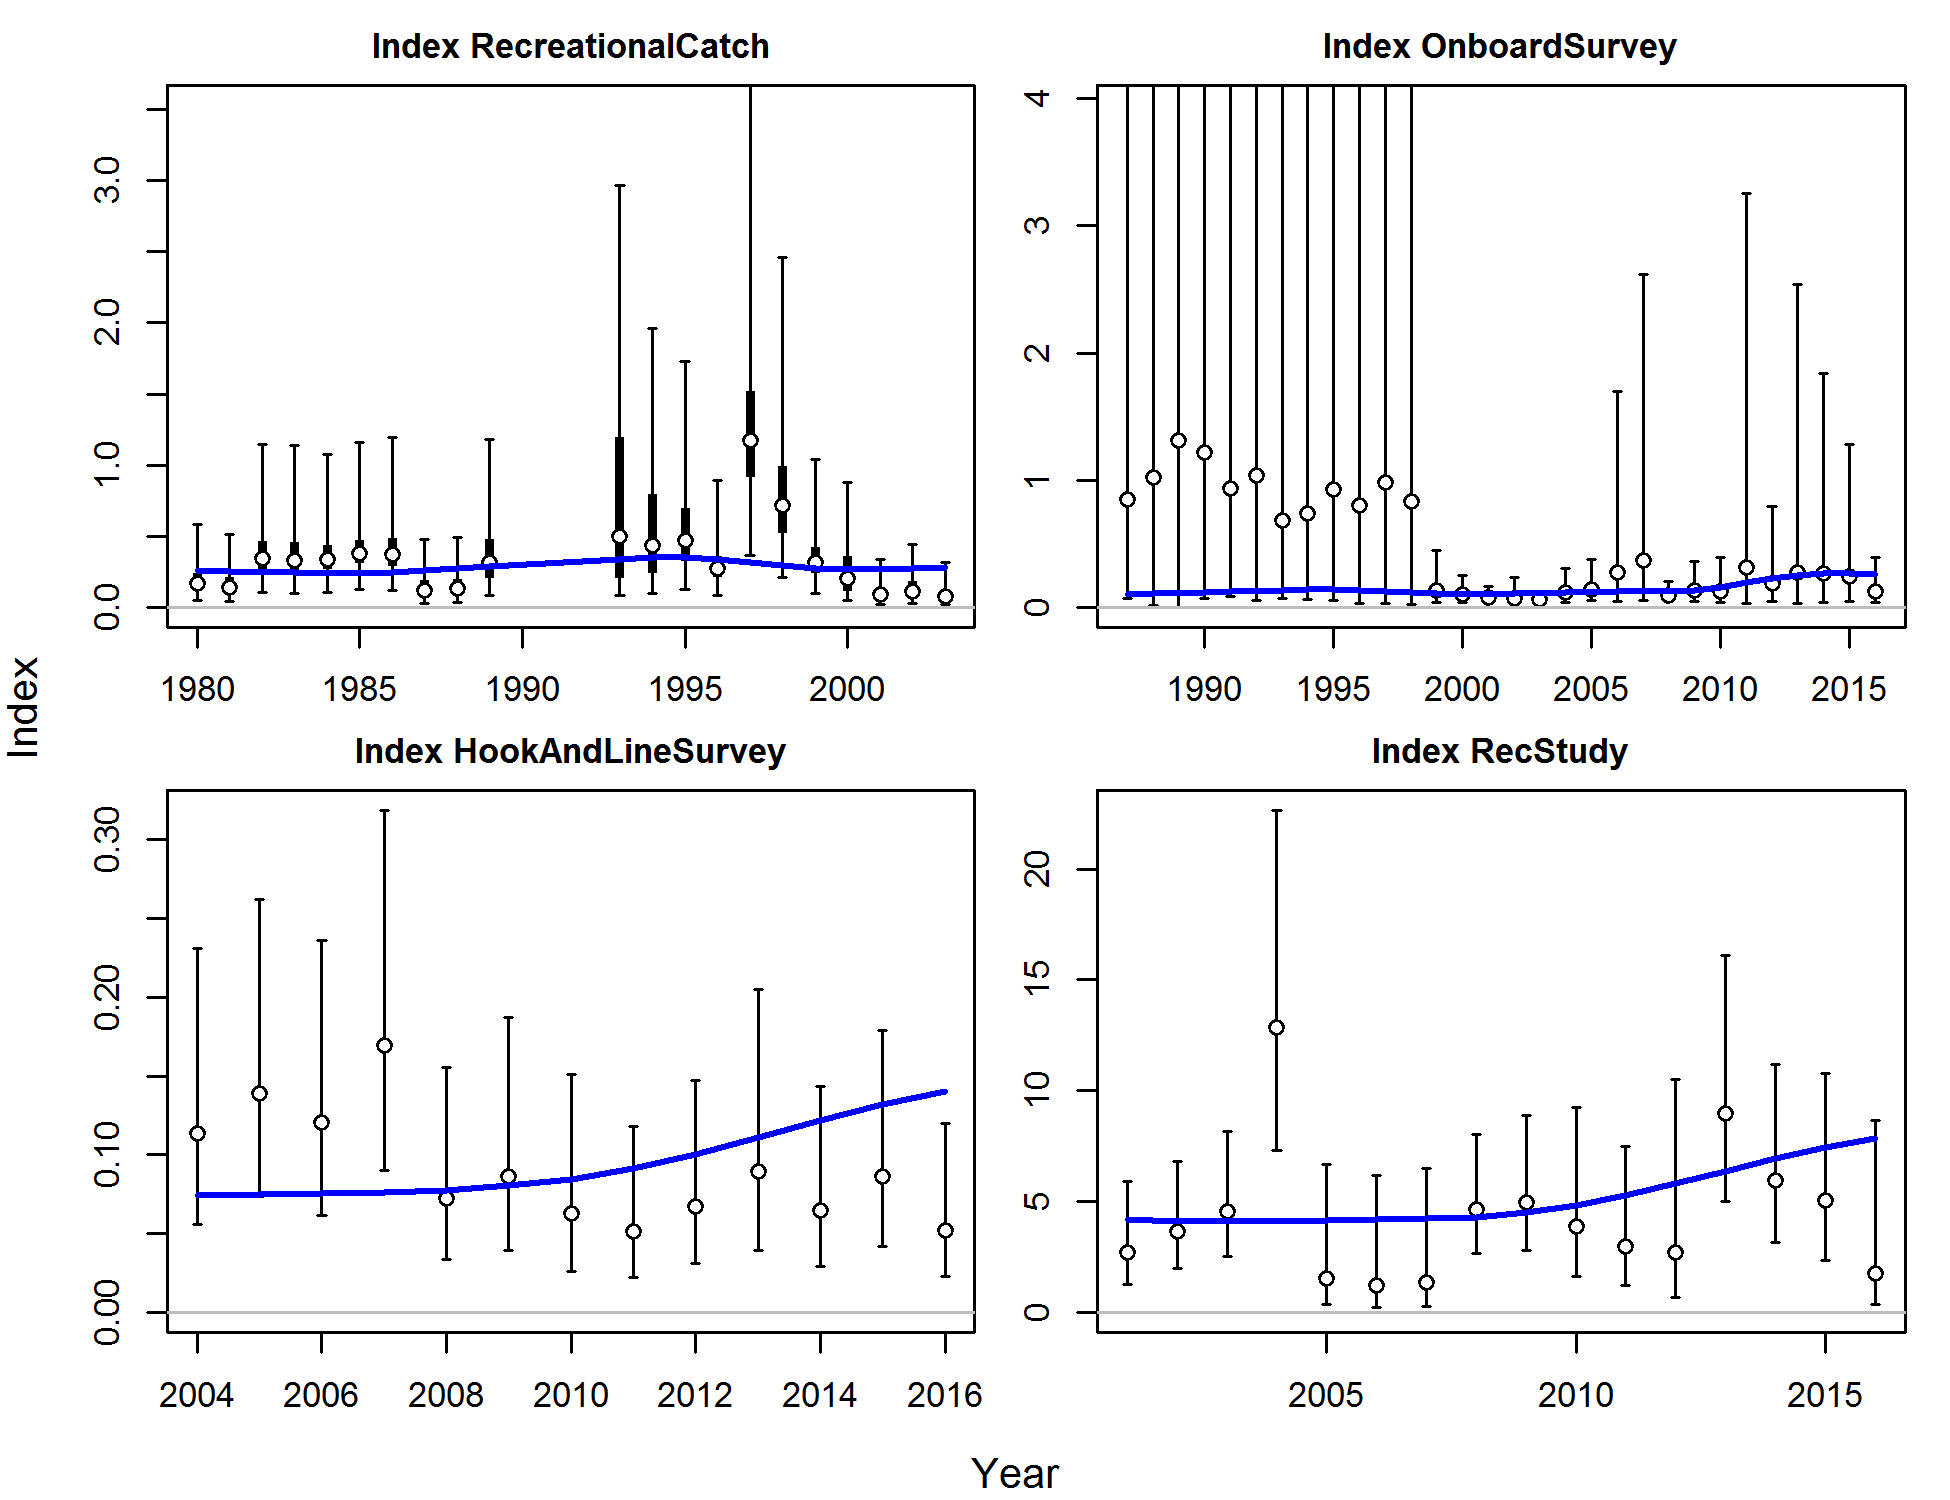 Index RecreationalCatch
3.0
2.0
1.0
0.0
1980 1985 1990 1995 2000
Index OnboardSurvey
4
3
2
1
0
1990 1995 2000 2005 2010 2015
Index HookAndLineSurvey
0.30
0.20
0.10
0.00
2004 2006 2008 2010 2012 2014 2016
Index RecStudy
20
15
10
5
0
2005 2010 2015
Index
Year